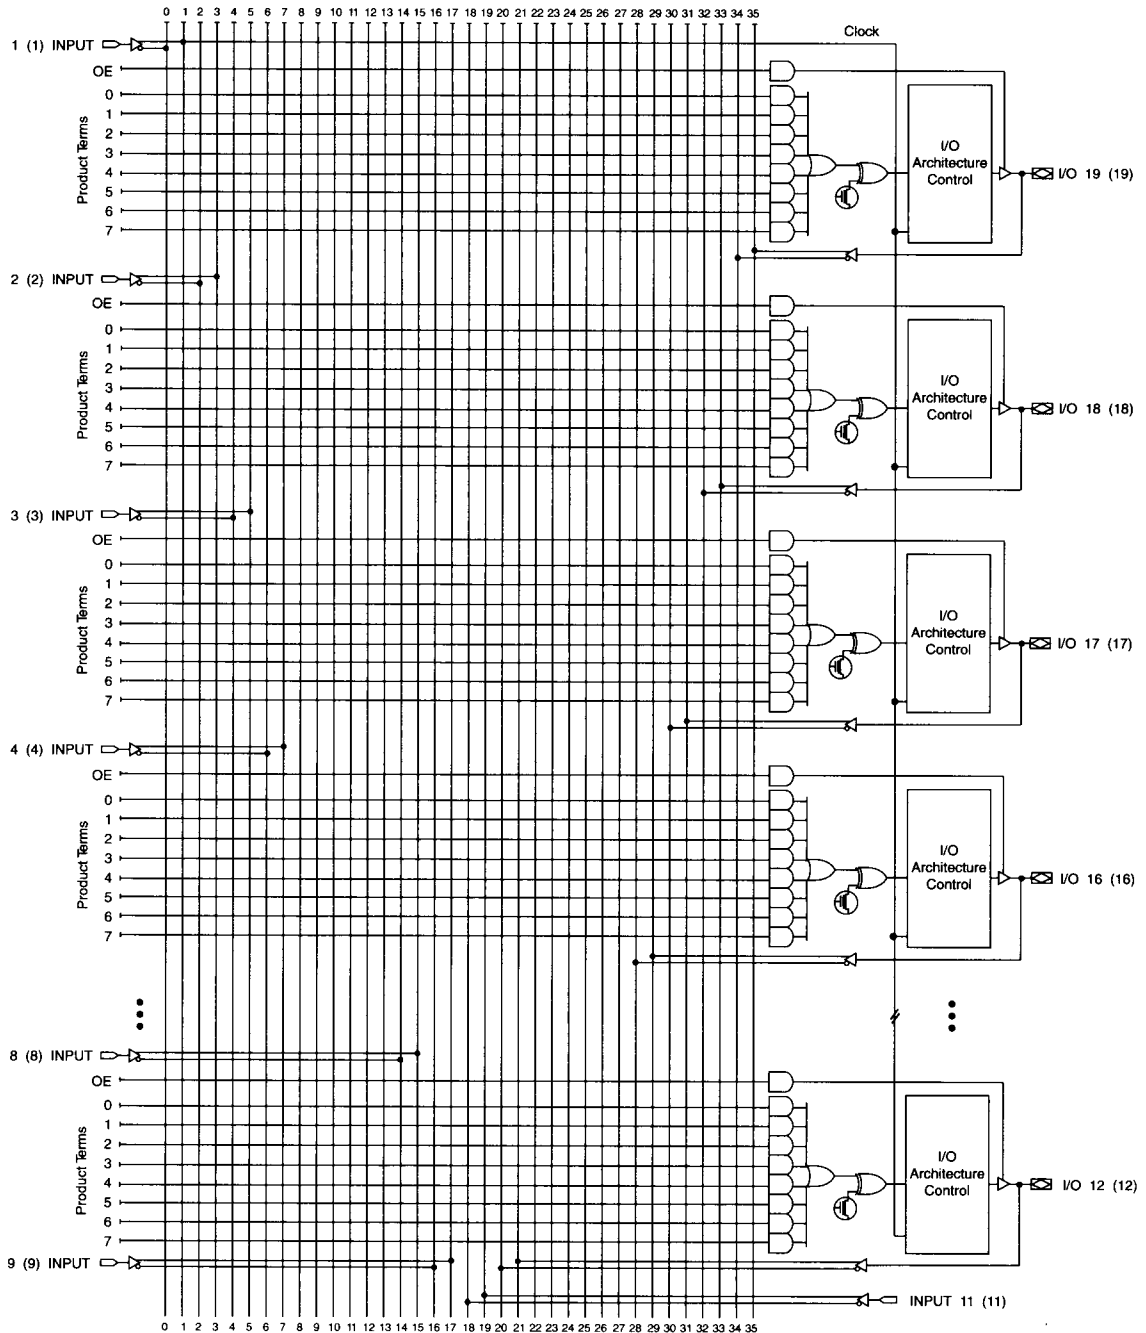 0 1 2 3 4 5 6 7 8 9 10 11 12 13 14 15 16 17 18 19 20 21 22 23 24 25 26 27 28 29 30 31 32 33 34 35
Clock
1 (1) INPUT
OE
0
1
2
3
4
5
6
7
Product Terms
I/O
Architecture
Control
I/O 19 (19)
2 (2) INPUT
OE
0
1
2
3
4
5
6
7
Product Terms
I/O
Architecture
Control
I/O 18 (18)
3 (3) INPUT
OE
0
1
2
3
4
5
6
7
Product Terms
I/O
Architecture
Control
I/O 17 (17)
4 (4) INPUT
OE
0
1
2
3
4
5
6
7
Product Terms
I/O
Architecture
Control
I/O 16 (16)
8 (8) INPUT
OE
0
1
2
3
4
5
6
7
Product Terms
I/O
Architecture
Control
I/O 12 (12)
9 (9) INPUT
INPUT 11 (11)
0 1 2 3 4 5 6 7 8 9 10 11 12 13 14 15 16 17 18 19 20 21 22 23 24 25 26 27 28 29 30 31 32 33 34 35